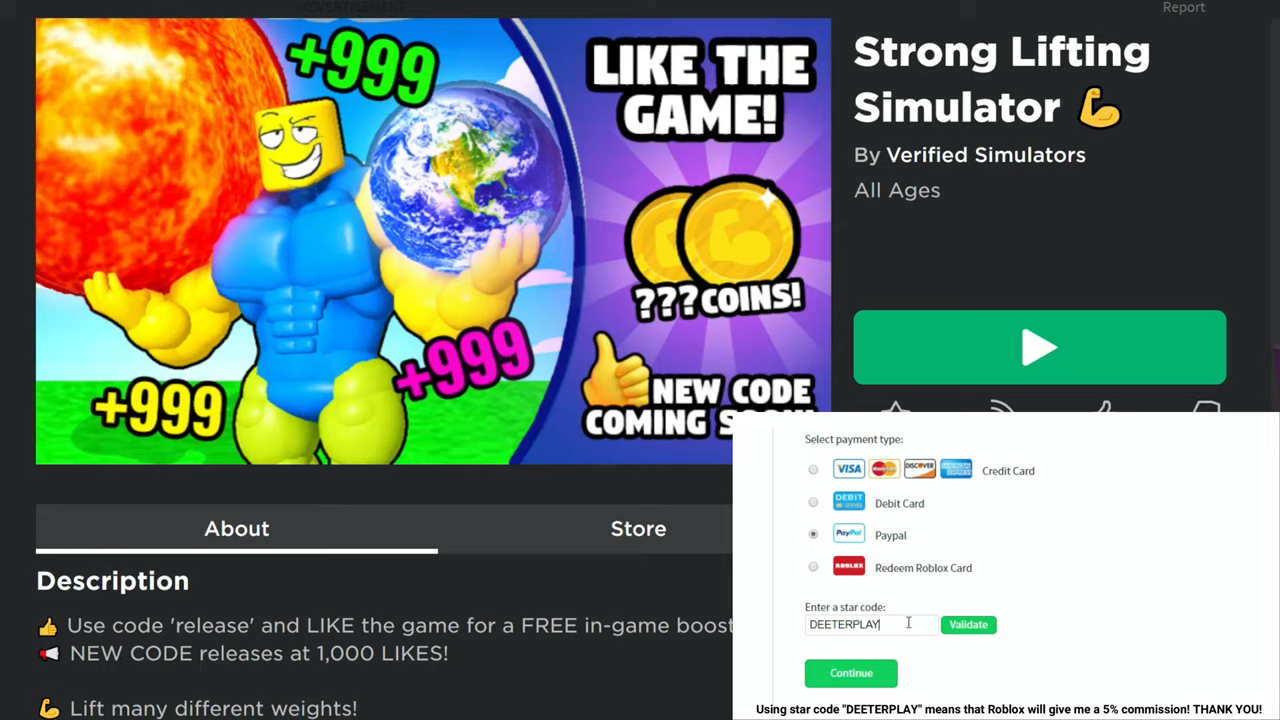 ADVERTISEMENT
Report
+999
LIKE THE
GAME!
???COINS!
+999
+999
NEW CODE
COMING
Strong Lifting
Simulator 💪
By Verified Simulators
All Ages
About
Store
Description
👍 Use code 'release' and LIKE the game for a FREE in-game boost
📢 NEW CODE releases at 1,000 LIKES!
💪 Lift many different weights!
Select payment type:
VISA MasterCard DISCOVER AMERICAN EXPRESS Credit Card
DEBIT Debit Card
PayPal Paypal
ROBLOX Redeem Roblox Card
Enter a star code:
DEETERPLAY
Validate
Continue
Using star code "DEETERPLAY" means that Roblox will give me a 5% commission! THANK YOU!